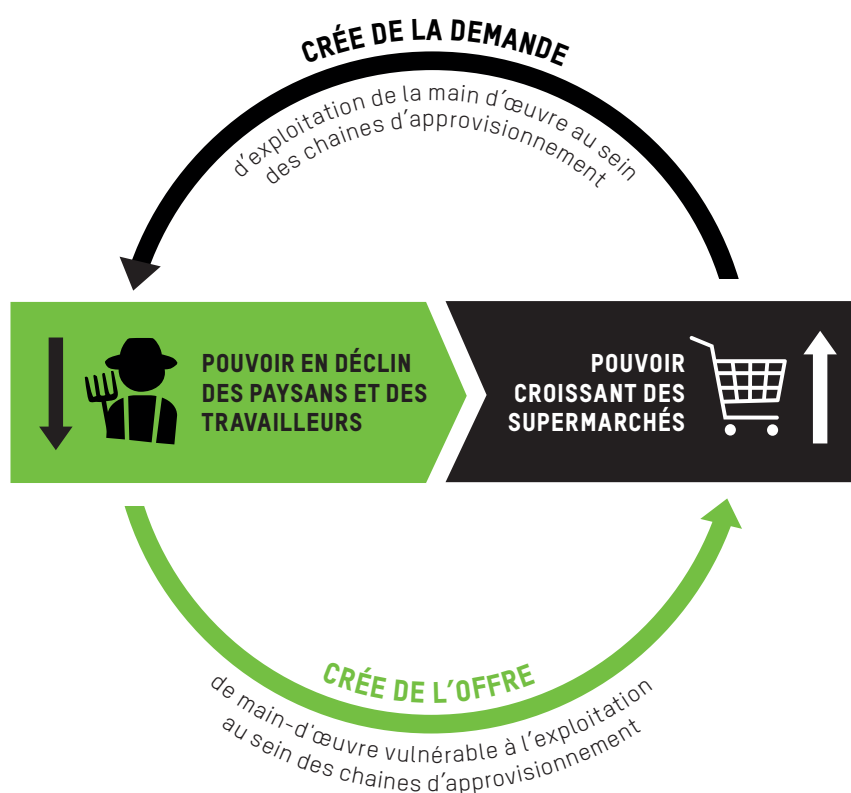 CRÉE DE LA DEMANDE
d'exploitation de la main d'œuvre au sein
des chaines d'approvisionnement
POUVOIR EN DÉCLIN
DES PAYSANS ET DES
TRAVAILLEURS
POUVOIR
CROISSANT DES
SUPERMARCHÉS
CRÉE DE L'OFFRE
de main-d'œuvre vulnérable à l'exploitation
au sein des chaines d'approvisionnement